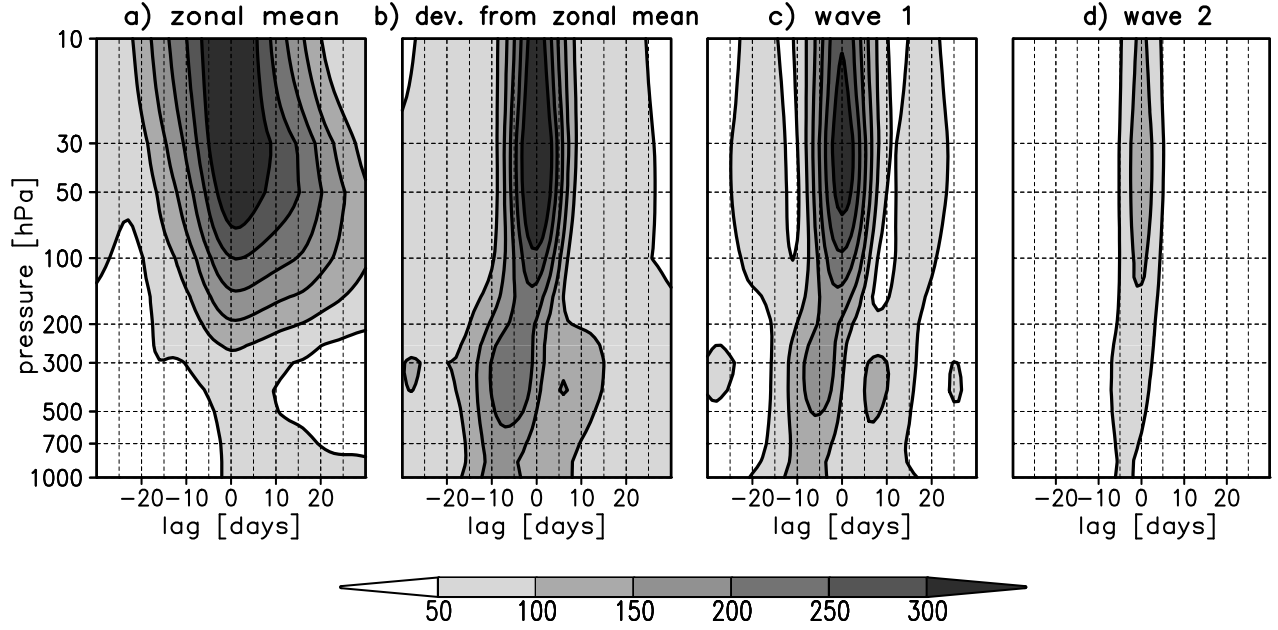 a) zonal mean
b) dev. from zonal mean
c) wave 1
d) wave 2
pressure [hPa]
10
30
50
100
200
300
500
700
1000
−20 −10 0 10 20
−20 −10 0 10 20
−20 −10 0 10 20
−20 −10 0 10 20
lag [days]
lag [days]
lag [days]
lag [days]
50 100 150 200 250 300